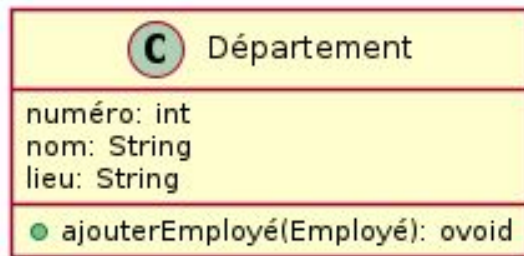 C Département
numéro: int
nom: String
lieu: String
ajouterEmployé(Employé): ovoid